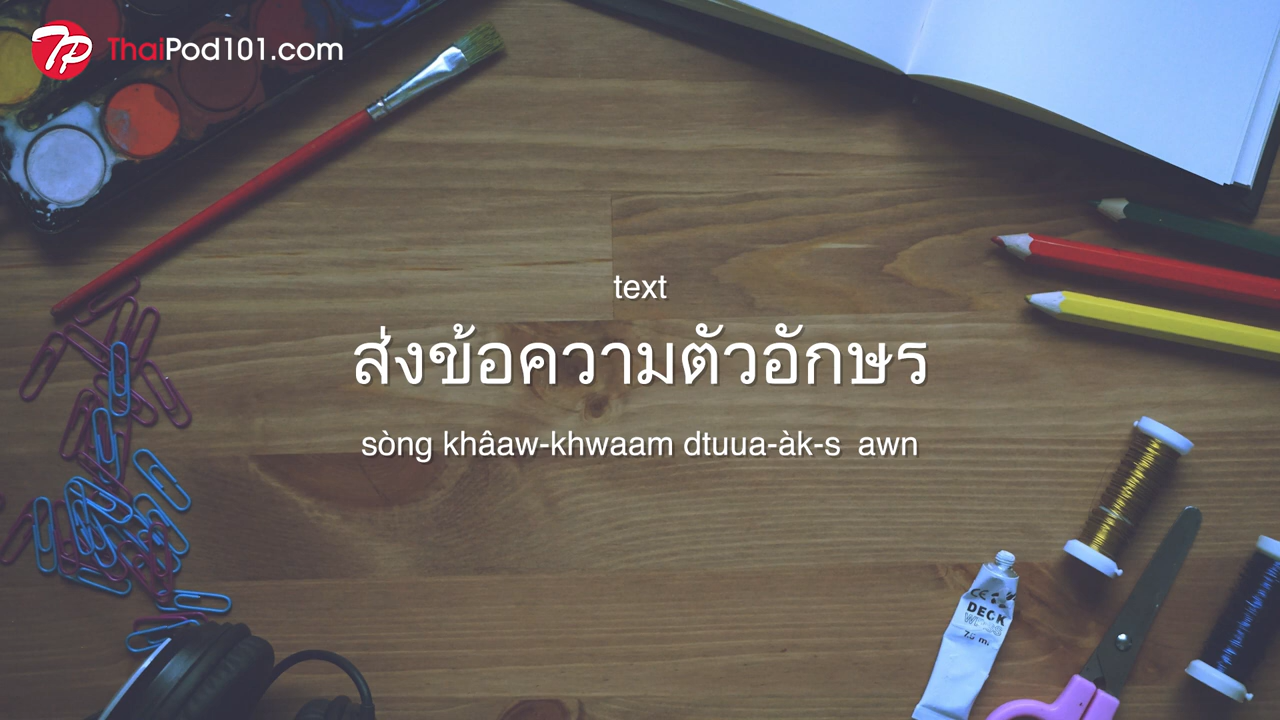 TP ThaiPod101.com
text
ส่งข้อความตัวอักษร
sòng khâaw-khwaam dtuua-àk-s awn
DECK